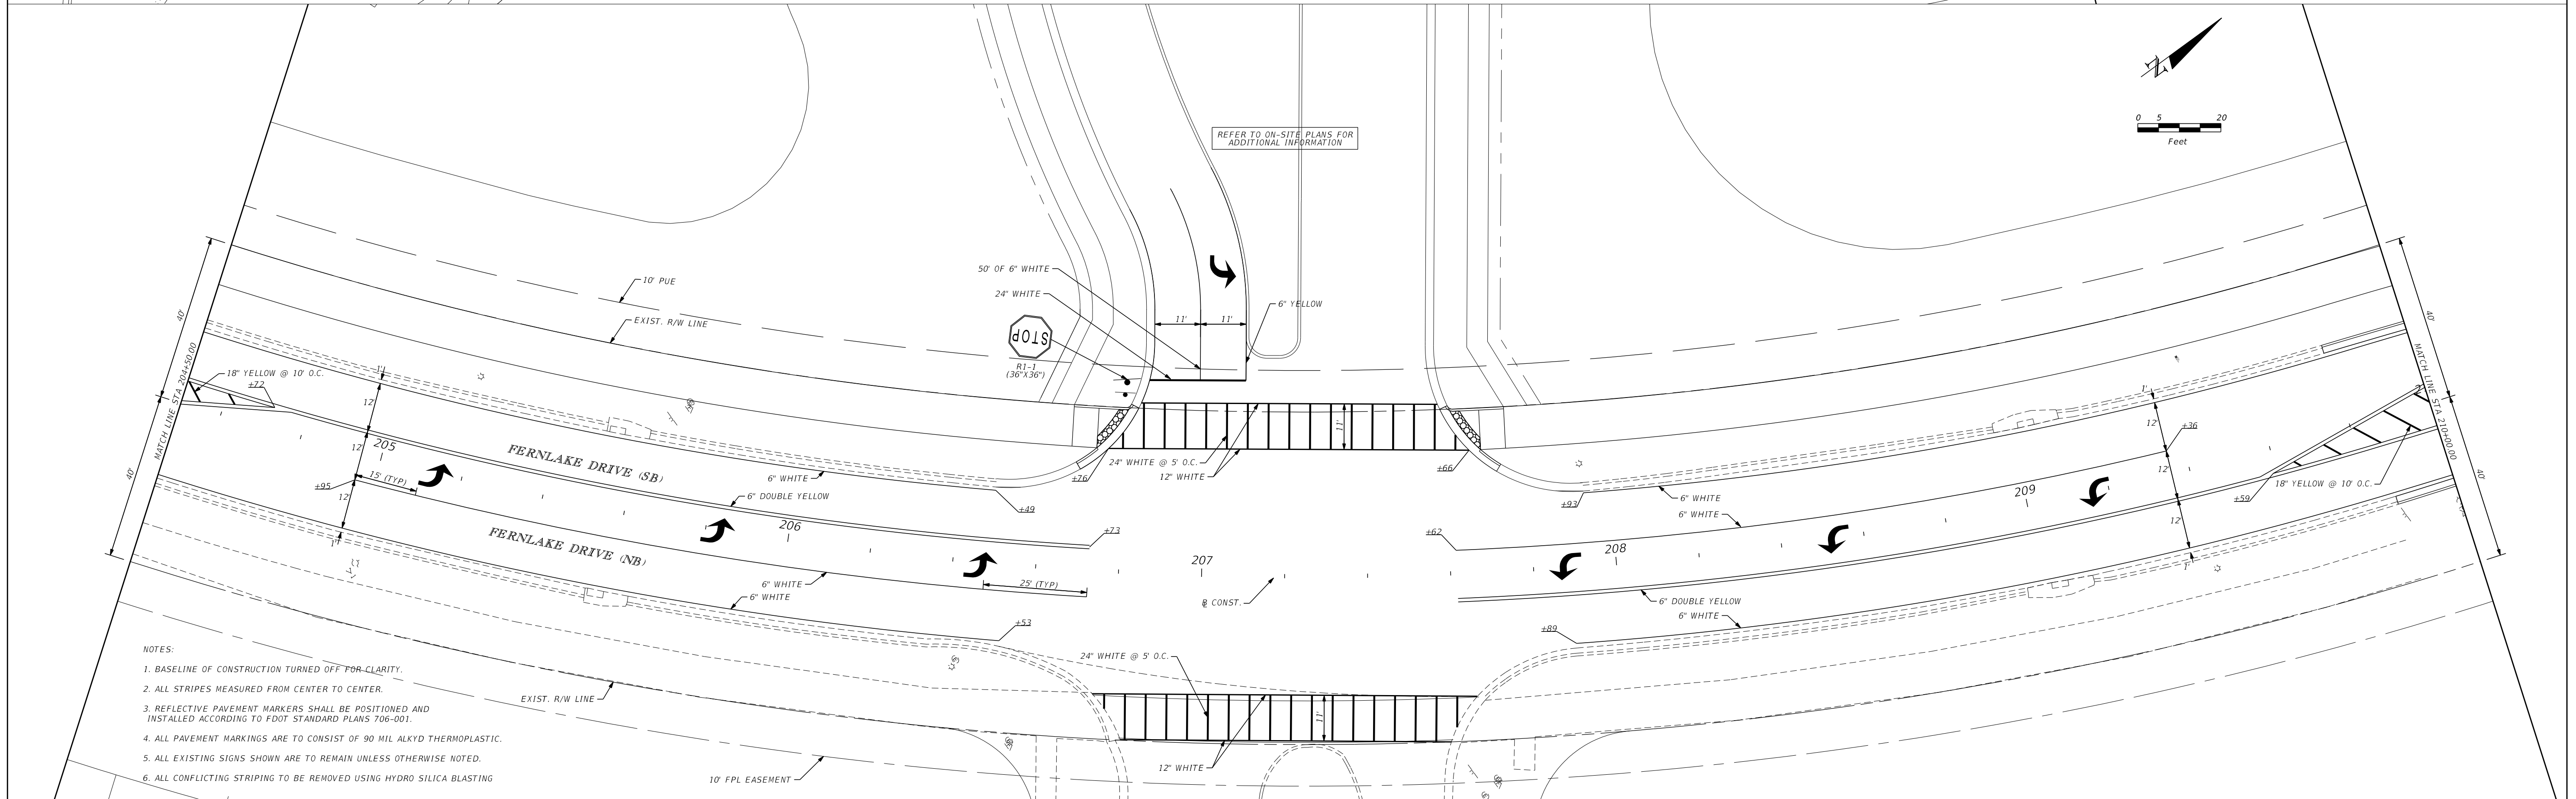 N
0 5 20
Feet
REFER TO ON-SITE PLANS FOR
ADDITIONAL INFORMATION
50' OF 6" WHITE
10' PUE
24" WHITE
6" YELLOW
EXIST. R/W LINE
STOP
R1-1
(36"X36")
11' 11'
40'
40'
MATCH LINE STA 204+50.00
18" YELLOW @ 10' O.C.
+72
1'
12'
12'
12'
1'
205
15' (TYP)
+95
FERNLAKE DRIVE (SB)
6" WHITE
6" DOUBLE YELLOW
206
FERNLAKE DRIVE (NB)
6" WHITE
6" WHITE
25' (TYP)
+49
+73
+53
+76
24" WHITE @ 5' O.C.
12" WHITE
11'
207
℄ CONST.
+66
+93
+62
6" WHITE
6" WHITE
208
209
6" DOUBLE YELLOW
6" WHITE
+89
1'
12'
12'
12'
1'
+36
+59
18" YELLOW @ 10' O.C.
MATCH LINE STA 210+00.00
40'
40'
24" WHITE @ 5' O.C.
11'
12" WHITE
EXIST. R/W LINE
10' FPL EASEMENT
NOTES:
1. BASELINE OF CONSTRUCTION TURNED OFF FOR CLARITY.
2. ALL STRIPES MEASURED FROM CENTER TO CENTER.
3. REFLECTIVE PAVEMENT MARKERS SHALL BE POSITIONED AND
INSTALLED ACCORDING TO FDOT STANDARD PLANS 706-001.
4. ALL PAVEMENT MARKINGS ARE TO CONSIST OF 90 MIL ALKYD THERMOPLASTIC.
5. ALL EXISTING SIGNS SHOWN ARE TO REMAIN UNLESS OTHERWISE NOTED.
6. ALL CONFLICTING STRIPING TO BE REMOVED USING HYDRO SILICA BLASTING